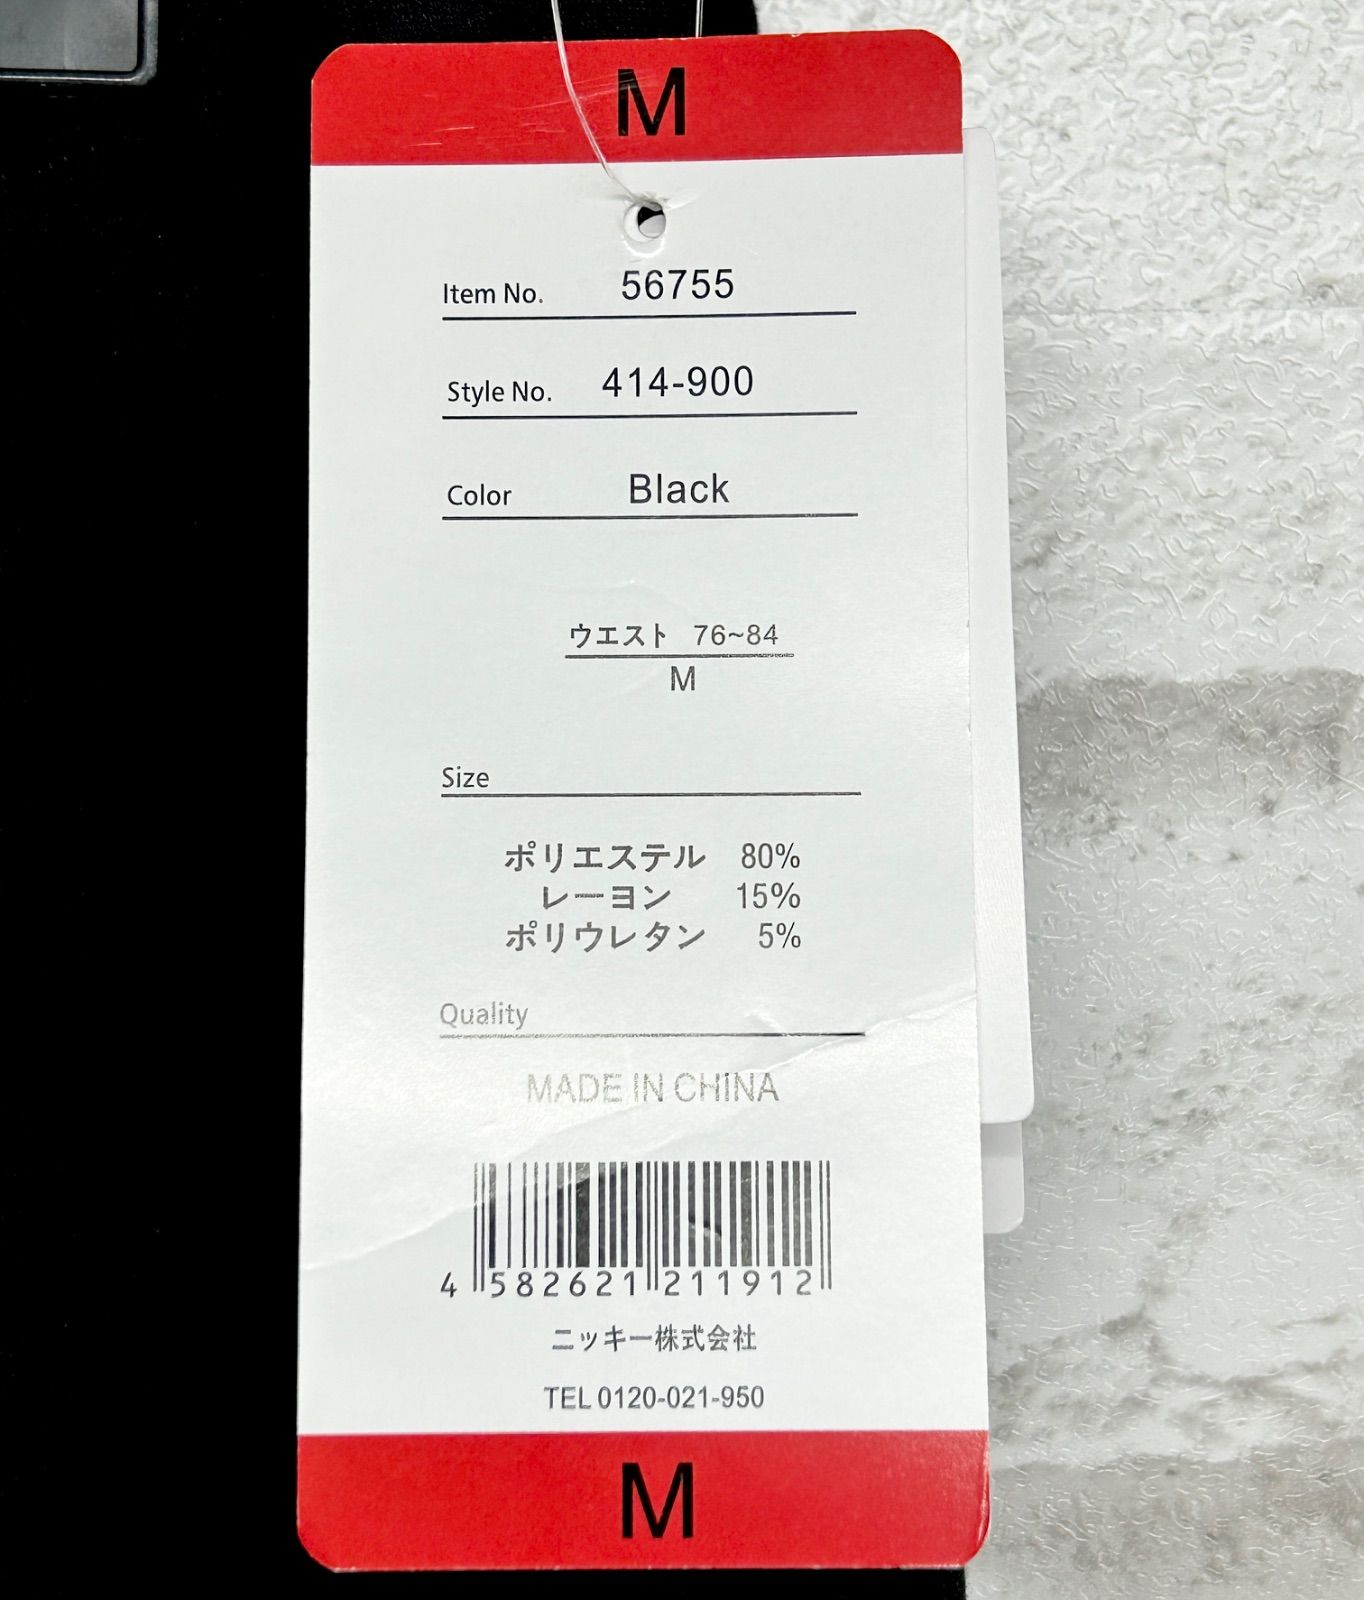 M
Item No. 56755
Style No. 414-900
Color Black
ウエスト 76~84
M
Size
ポリエステル 80%
レーヨン 15%
ポリウレタン 5%
Quality
MADE IN CHINA
4 582621 211912
ニッキー株式会社
TEL 0120-021-950
M